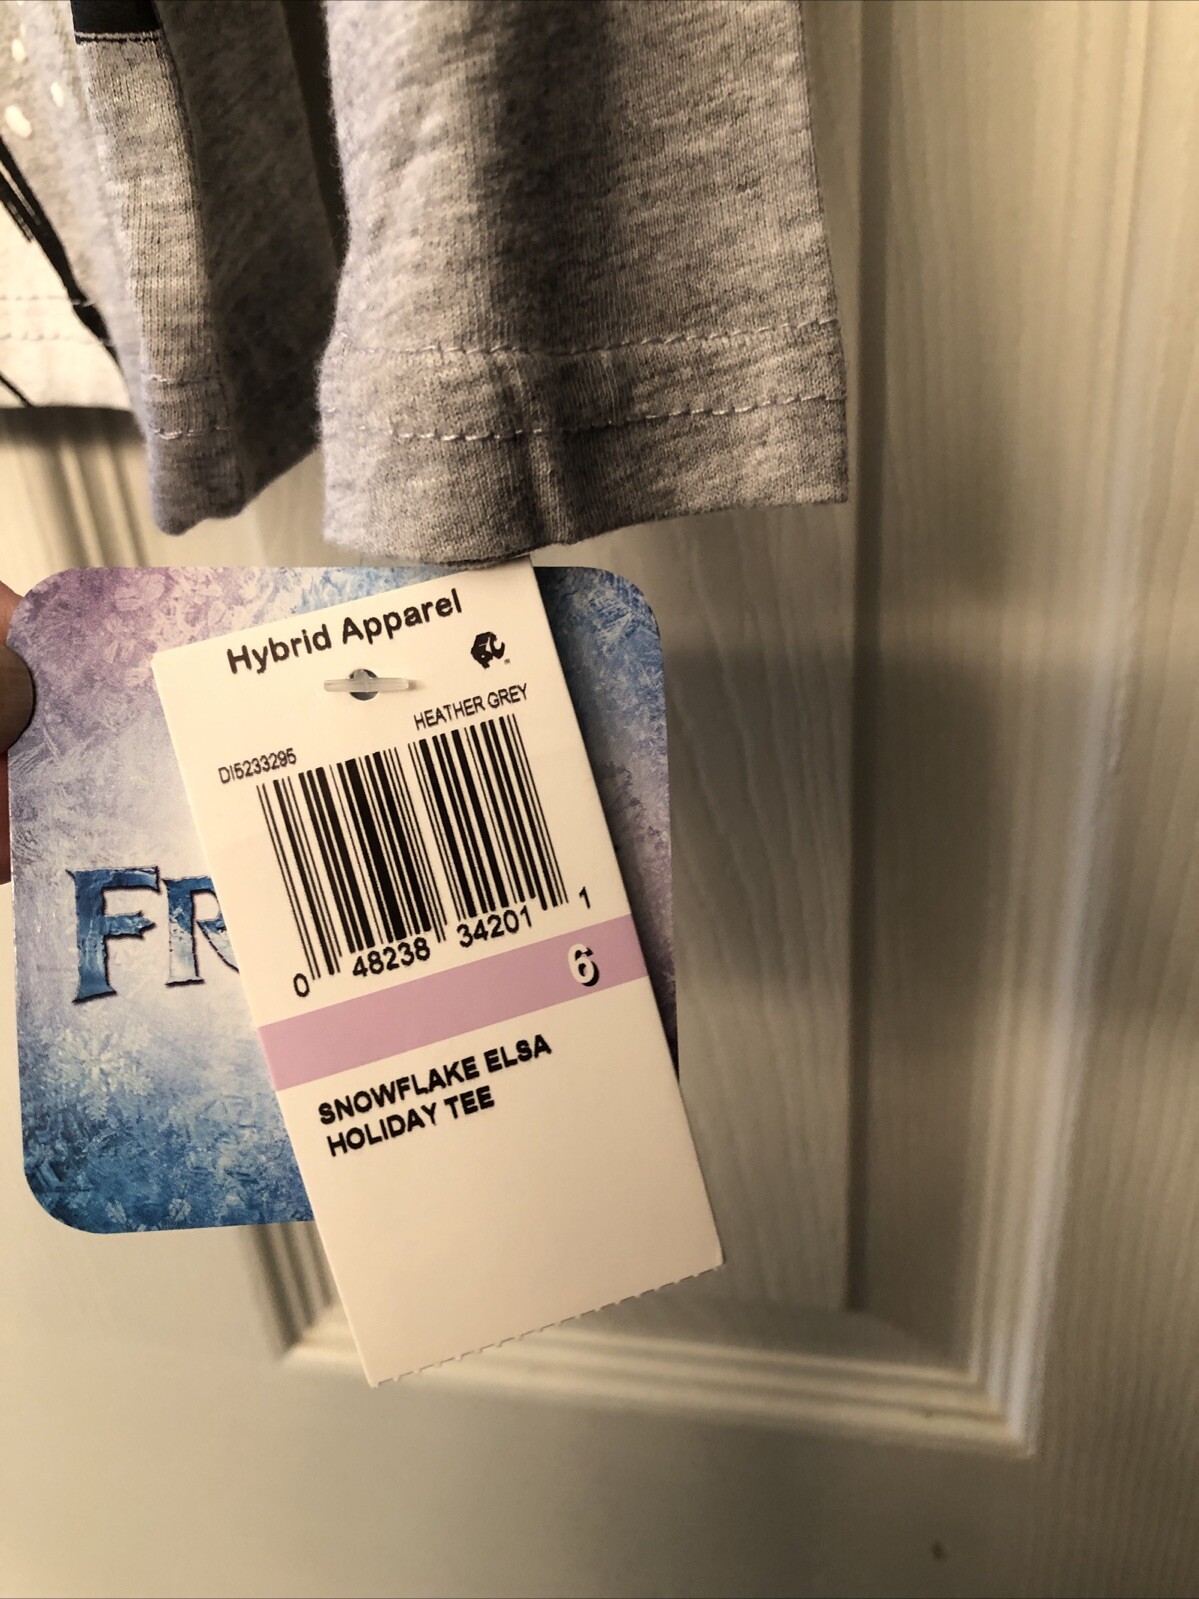 Hybrid Apparel
HEATHER GREY
DI5233295
0 48238 34201 1
6
SNOWFLAKE ELSA
HOLIDAY TEE
FR